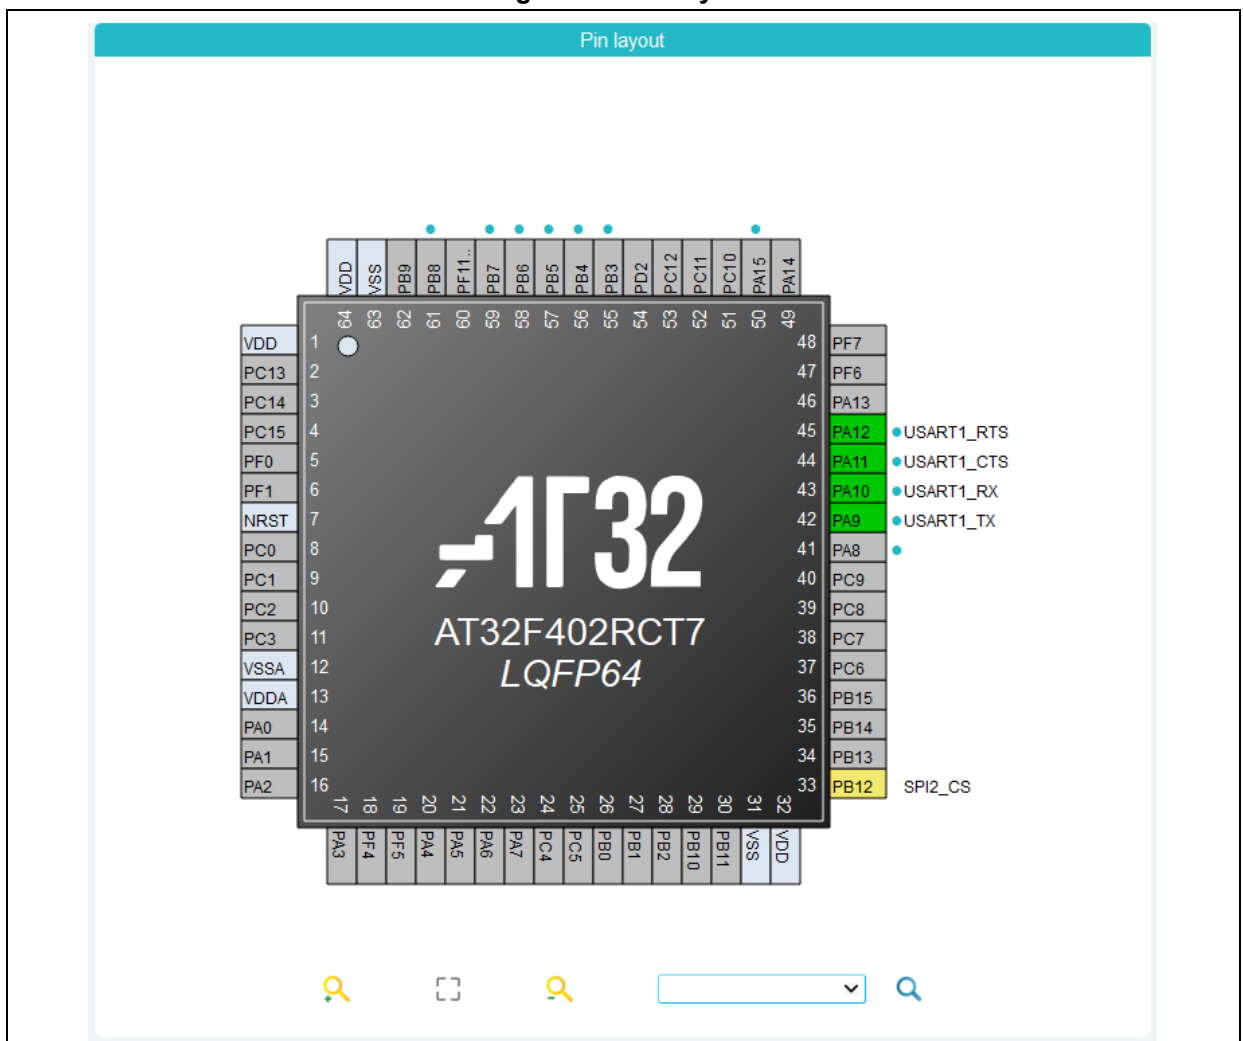 Pin layout
VDD
VSS
PB9
PB8
PF11..
PB7
PB6
PB5
PB4
PB3
PD2
PC12
PC11
PC10
PA15
PA14
64
63
62
61
60
59
58
57
56
55
54
53
52
51
50
49
VDD 1
PC13 2
PC14 3
PC15 4
PF0 5
PF1 6
NRST 7
PC0 8
PC1 9
PC2 10
PC3 11
VSSA 12
VDDA 13
PA0 14
PA1 15
PA2 16
AT32
AT32F402RCT7
LQFP64
48 PF7
47 PF6
46 PA13
45 PA12 USART1_RTS
44 PA11 USART1_CTS
43 PA10 USART1_RX
42 PA9 USART1_TX
41 PA8
40 PC9
39 PC8
38 PC7
37 PC6
36 PB15
35 PB14
34 PB13
33 PB12 SPI2_CS
17
18
19
20
21
22
23
24
25
26
27
28
29
30
31
32
PA3
PF4
PF5
PA4
PA5
PA6
PA7
PC4
PC5
PB0
PB1
PB2
PB10
PB11
VSS
VDD